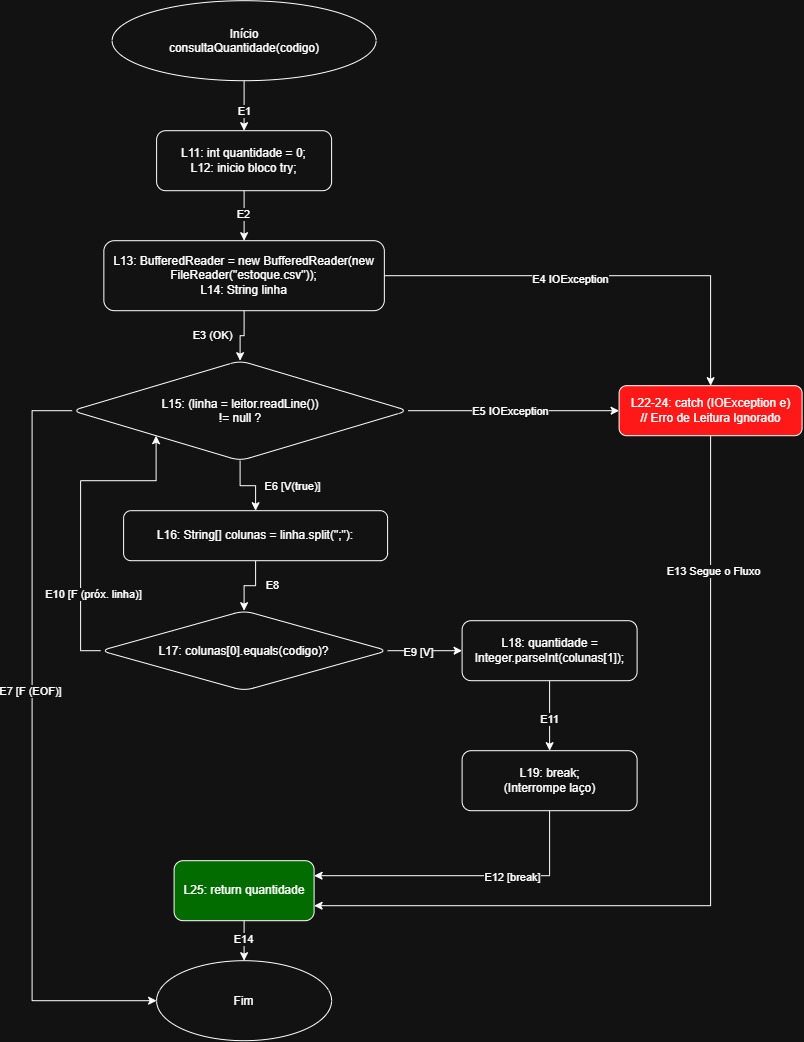 Início
consultaQuantidade(codigo)
E1
L11: int quantidade = 0;
L12: inicio bloco try;
E2
L13: BufferedReader = new BufferedReader(new
FileReader("estoque.csv"));
L14: String linha
E4 IOException
E3 (OK)
L15: (linha = leitor.readLine())
!= null ?
E5 IOException
L22-24: catch (IOException e)
// Erro de Leitura Ignorado
E6 [V(true)]
L16: String[] colunas = linha.split(";"):
E13 Segue o Fluxo
E8
E10 [F (próx. linha)]
L17: colunas[0].equals(codigo)?
E9 [V]
L18: quantidade =
Integer.parseInt(colunas[1]);
E7 [F (EOF)]
E11
L19: break;
(Interrompe laço)
E12 [break]
L25: return quantidade
E14
Fim